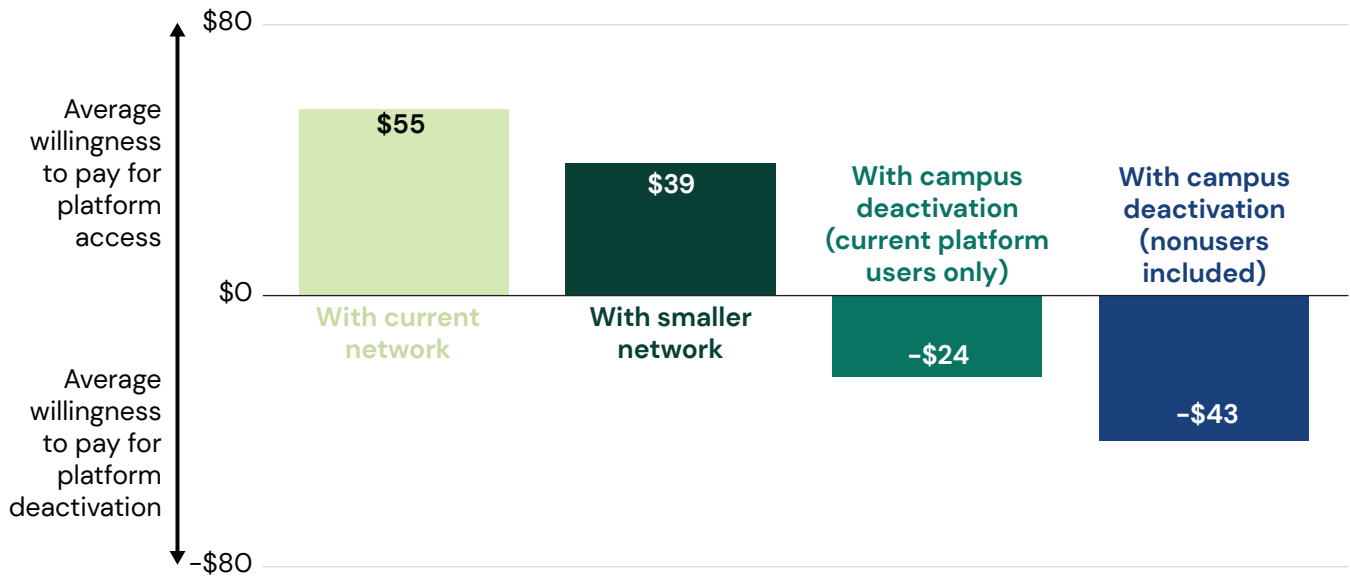 $80
Average
willingness
to pay for
platform
access
$55
$39
With campus
deactivation
(current platform
users only)
With campus
deactivation
(nonusers
included)
$0
With current
network
With smaller
network
–$24
–$43
Average
willingness
to pay for
platform
deactivation
–$80